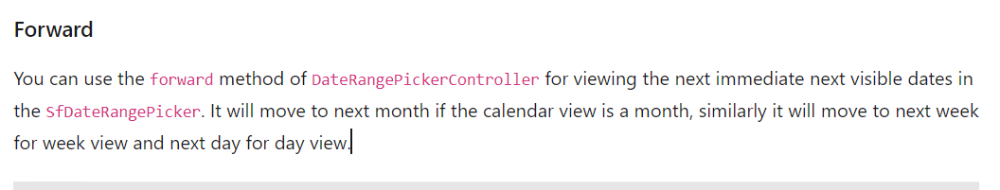 Forward
You can use the forward method of DateRangePickerController for viewing the next immediate next visible dates in
the SfDateRangePicker. It will move to next month if the calendar view is a month, similarly it will move to next week
for week view and next day for day view.